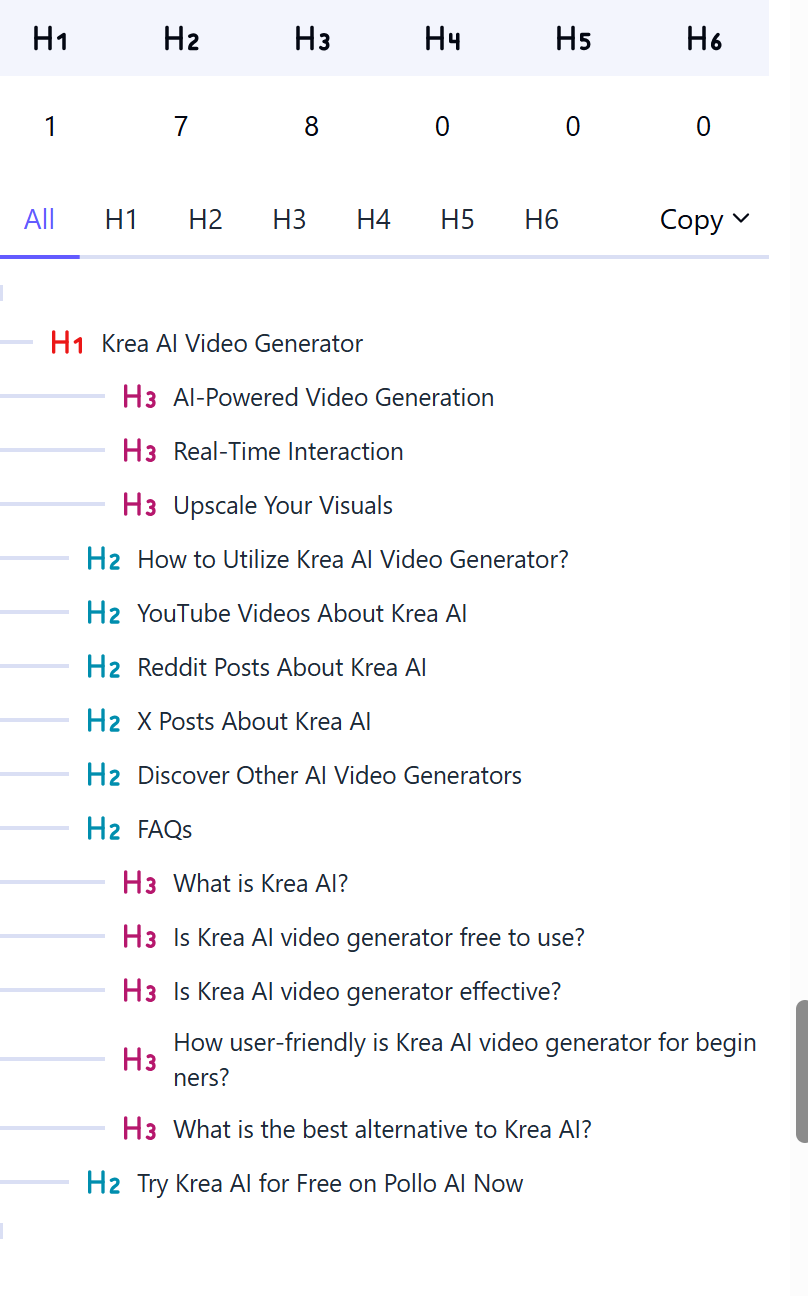 H1 H2 H3 H4 H5 H6
1 7 8 0 0 0
All H1 H2 H3 H4 H5 H6 Copy
H1 Krea AI Video Generator
H3 AI-Powered Video Generation
H3 Real-Time Interaction
H3 Upscale Your Visuals
H2 How to Utilize Krea AI Video Generator?
H2 YouTube Videos About Krea AI
H2 Reddit Posts About Krea AI
H2 X Posts About Krea AI
H2 Discover Other AI Video Generators
H2 FAQs
H3 What is Krea AI?
H3 Is Krea AI video generator free to use?
H3 Is Krea AI video generator effective?
H3 How user-friendly is Krea AI video generator for begin
ners?
H3 What is the best alternative to Krea AI?
H2 Try Krea AI for Free on Pollo AI Now